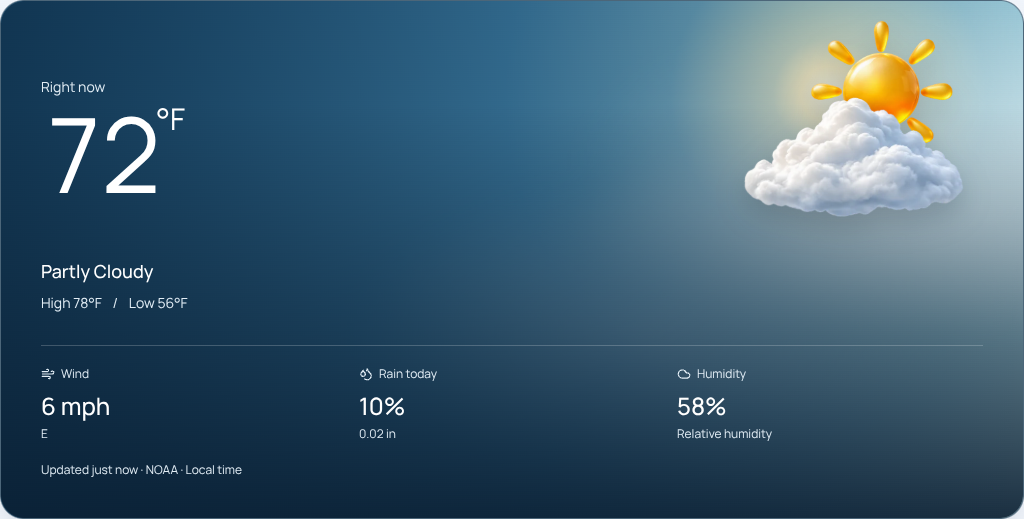 Right now
72°F
Partly Cloudy
High 78°F / Low 56°F
Wind
6 mph
E
Rain today
10%
0.02 in
Humidity
58%
Relative humidity
Updated just now · NOAA · Local time